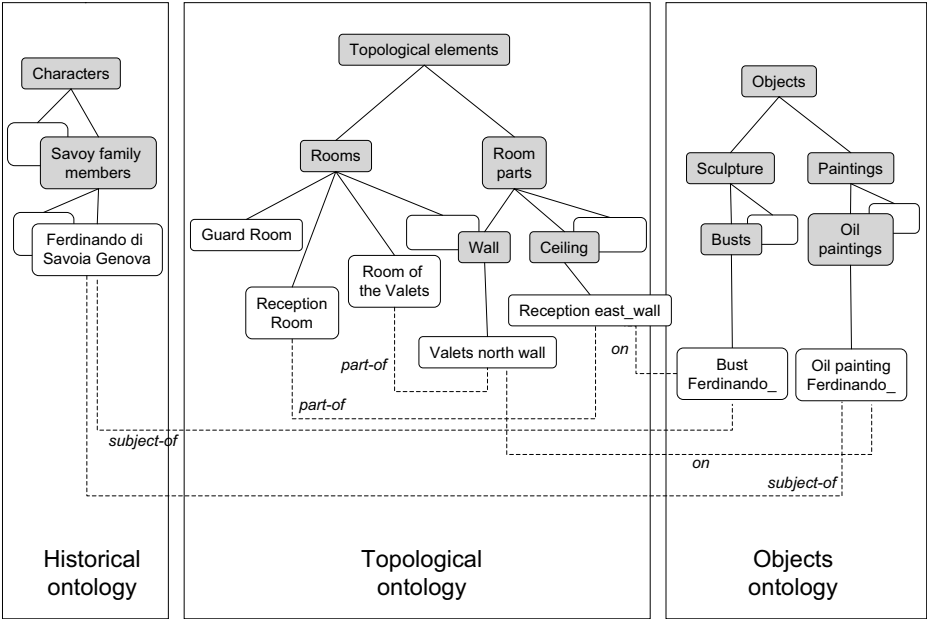 Topological elements
Characters
Objects
Savoy family
members
Rooms
Room
parts
Sculpture
Paintings
Ferdinando di
Savoia Genova
Guard Room
Wall
Ceiling
Busts
Oil
paintings
Room of
the Valets
Reception
Room
Reception east_wall
Valets north wall
on
part-of
Bust
Ferdinando_
Oil painting
Ferdinando_
part-of
subject-of
on
subject-of
Historical
ontology
Topological
ontology
Objects
ontology